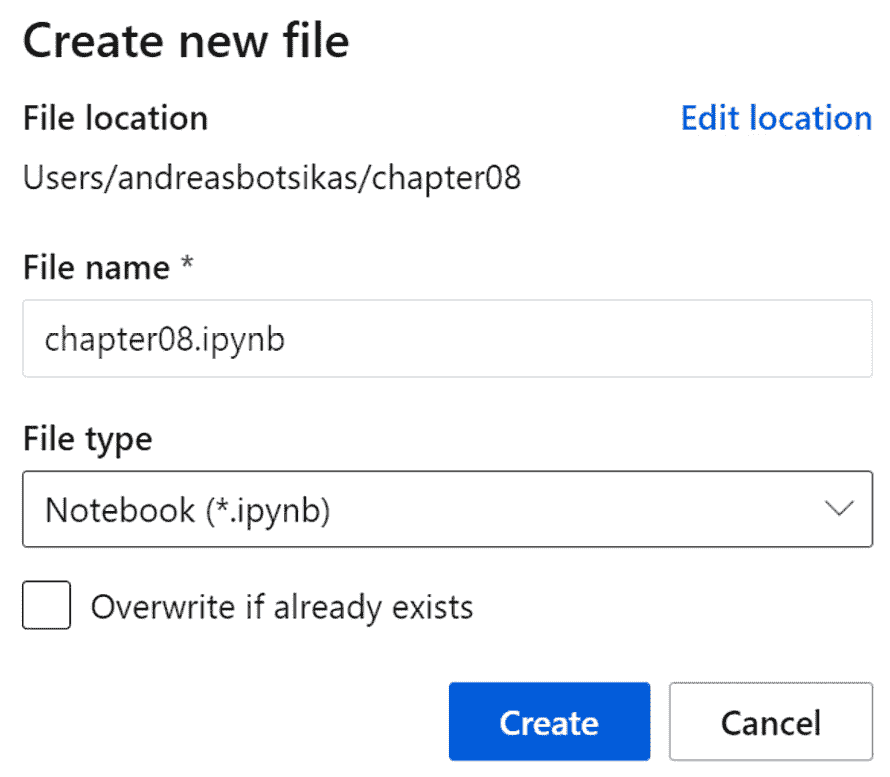 Create new file
File location
Edit location
Users/andreasbotsikas/chapter08
File name *
chapter08.ipynb
File type
Notebook (*.ipynb)
Overwrite if already exists
Create
Cancel